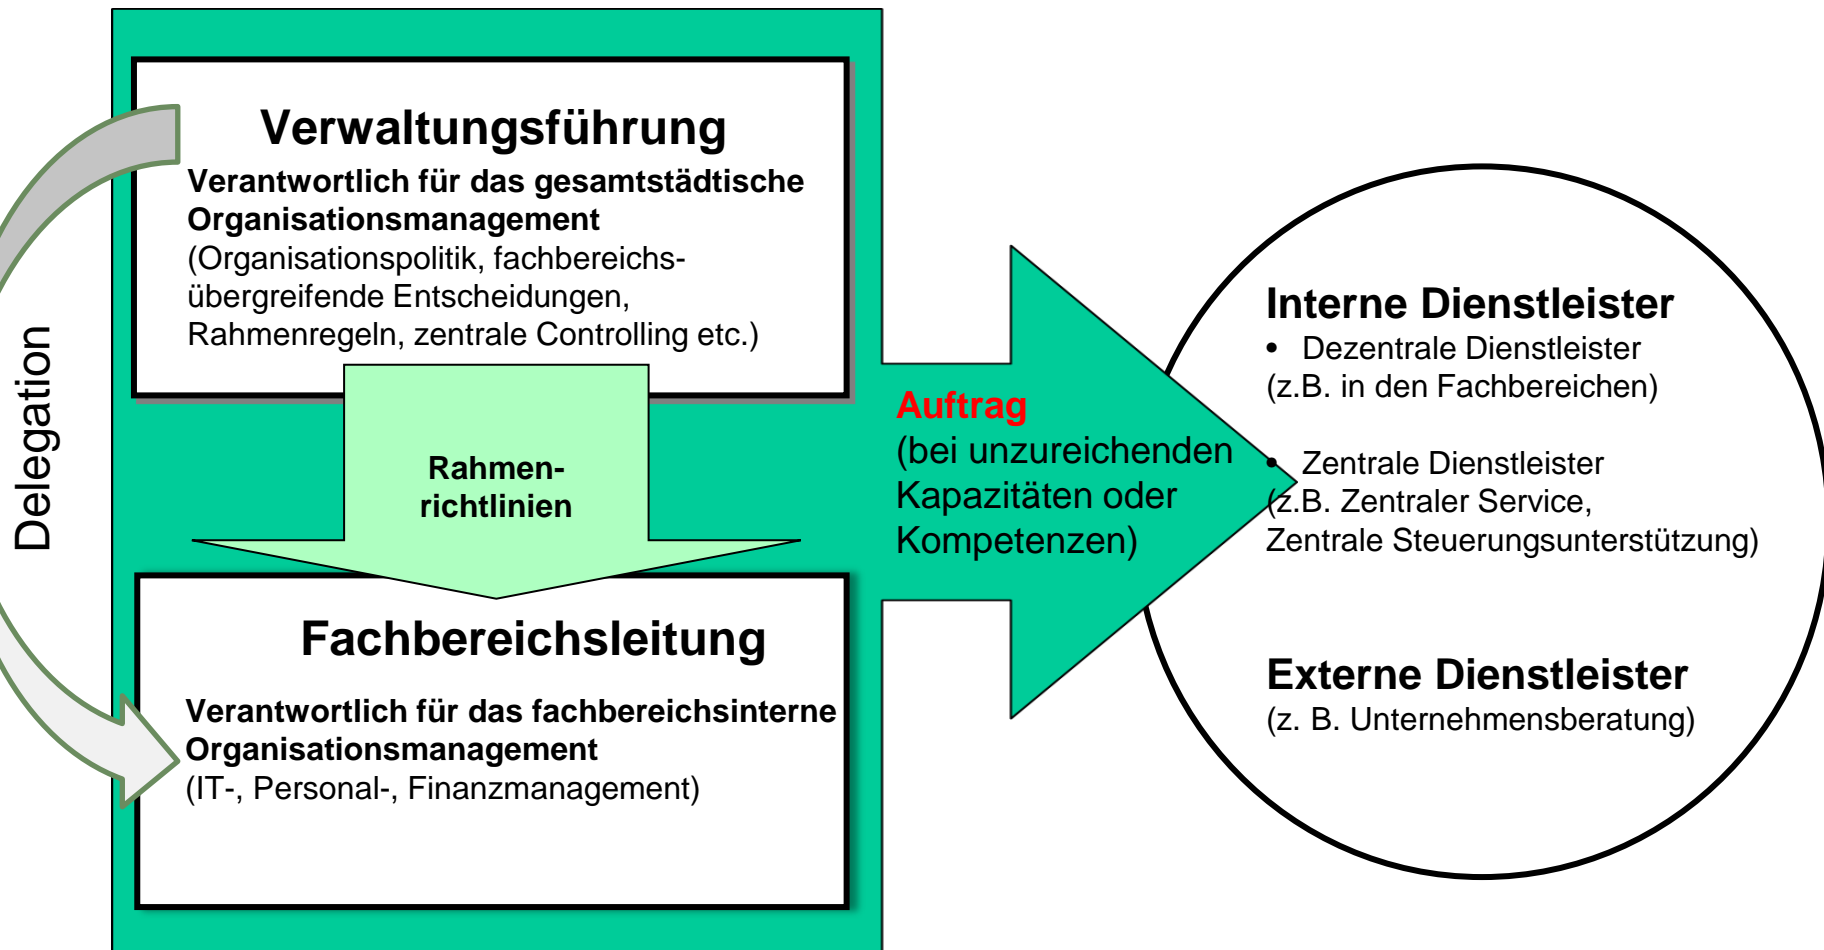 Delegation
Verwaltungsführung
Verantwortlich für das gesamtstädtische
Organisationsmanagement
(Organisationspolitik, fachbereichs-
übergreifende Entscheidungen,
Rahmenregeln, zentrale Controlling etc.)
Rahmen-
richtlinien
Fachbereichsleitung
Verantwortlich für das fachbereichsinterne
Organisationsmanagement
(IT-, Personal-, Finanzmanagement)
Auftrag
(bei unzureichenden
Kapazitäten oder
Kompetenzen)
Interne Dienstleister
• Dezentrale Dienstleister
(z.B. in den Fachbereichen)
• Zentrale Dienstleister
(z.B. Zentraler Service,
Zentrale Steuerungsunterstützung)
Externe Dienstleister
(z. B. Unternehmensberatung)